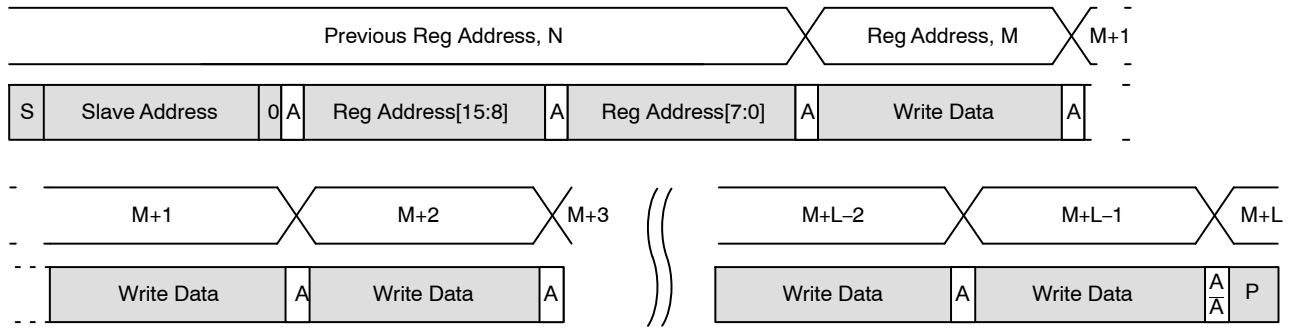 Previous Reg Address, N Reg Address, M M+1
S Slave Address 0 A Reg Address[15:8] A Reg Address[7:0] A Write Data A
M+1 M+2 M+3 M+L–2 M+L–1 M+L
Write Data A Write Data A Write Data A Write Data A/A̅ P